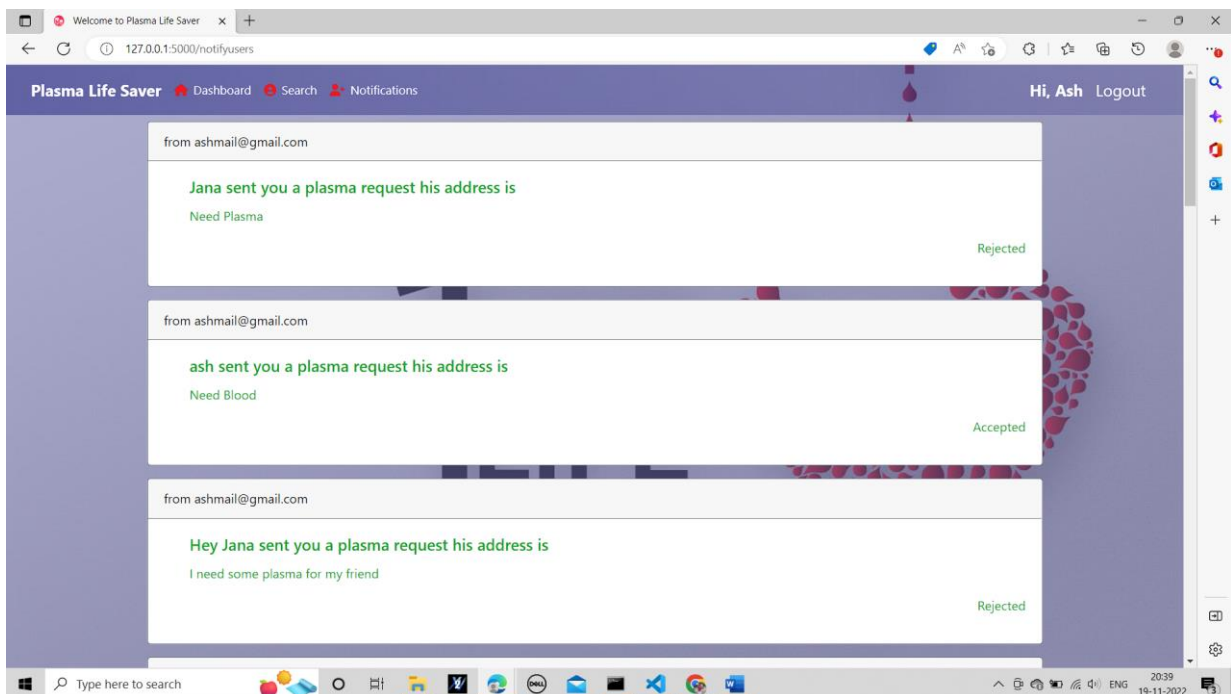 Welcome to Plasma Life Saver
127.0.0.1:5000/notifyusers
Plasma Life Saver Dashboard Search Notifications Hi, Ash Logout
from ashmail@gmail.com
Jana sent you a plasma request his address is
Need Plasma
Rejected
from ashmail@gmail.com
ash sent you a plasma request his address is
Need Blood
Accepted
LIFE
from ashmail@gmail.com
Hey Jana sent you a plasma request his address is
I need some plasma for my friend
Rejected
Type here to search
DELL
ENG
20:39
19-11-2022